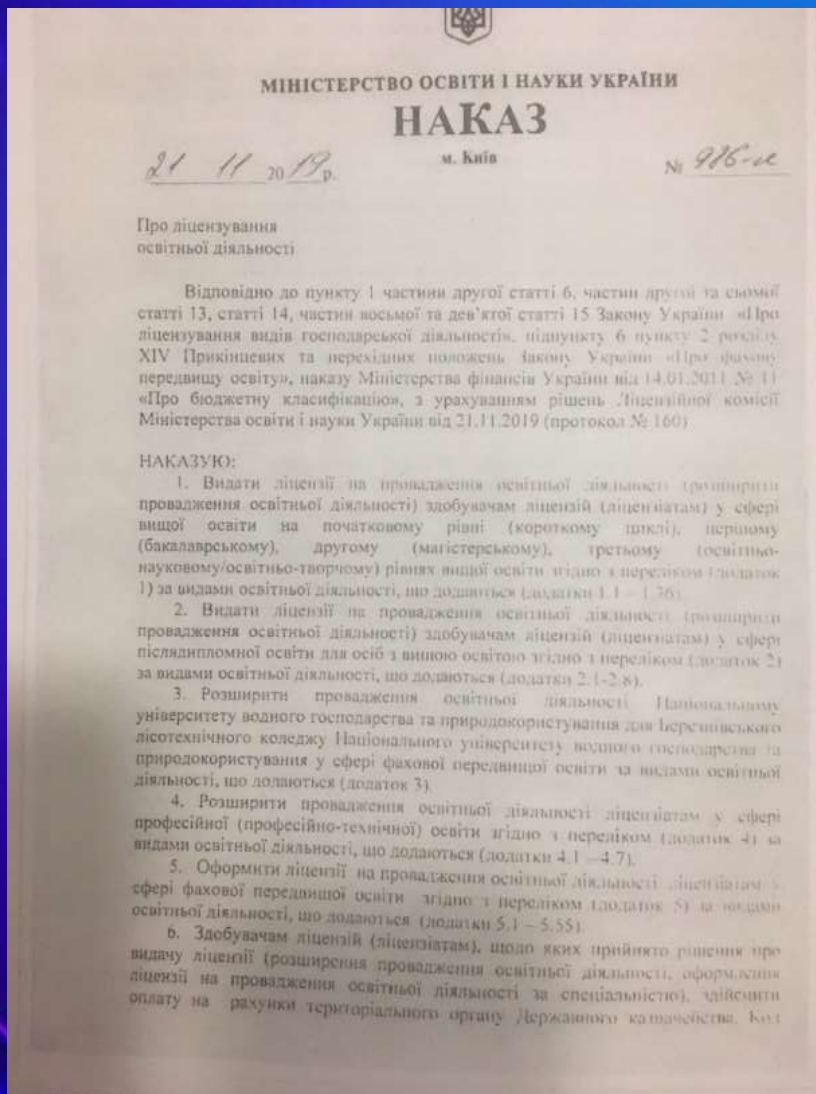 МІНІСТЕРСТВО ОСВІТИ І НАУКИ УКРАЇНИ
НАКАЗ
21 11 2019 р. м. Київ № 986-л
Про ліцензування
освітньої діяльності
Відповідно до пункту 1 частини другої статті 6, частин другої та сьомої
статті 13, статті 14, частин восьмої та дев’ятої статті 15 Закону України «Про
ліцензування видів господарської діяльності», підпункту 6 пункту 2 розділу
XIV Прикінцевих та перехідних положень Закону України «Про фахову
передвищу освіту», наказу Міністерства фінансів України від 14.01.2011 № 11
«Про бюджетну класифікацію», з урахуванням рішень Ліцензійної комісії
Міністерства освіти і науки України від 21.11.2019 (протокол № 160)
НАКАЗУЮ:
1. Видати ліцензії на провадження освітньої діяльності (розширити
провадження освітньої діяльності) здобувачам ліцензій (ліцензіатам) у сфері
вищої освіти на початковому рівні (короткому циклі), першому
(бакалаврському), другому (магістерському), третьому (освітньо-
науковому/освітньо-творчому) рівнях вищої освіти згідно з переліком (додаток
1) за видами освітньої діяльності, що додаються (додатки 1.1 – 1.36).
2. Видати ліцензії на провадження освітньої діяльності (розширити
провадження освітньої діяльності) здобувачам ліцензій (ліцензіатам) у сфері
післядипломної освіти для осіб з вищою освітою згідно з переліком (додаток 2)
за видами освітньої діяльності, що додаються (додатки 2.1-2.8).
3. Розширити провадження освітньої діяльності Національному
університету водного господарства та природокористування для Березнівського
лісотехнічного коледжу Національного університету водного господарства та
природокористування у сфері фахової передвищої освіти за видами освітньої
діяльності, що додаються (додаток 3).
4. Розширити провадження освітньої діяльності ліцензіатам у сфері
професійної (професійно-технічної) освіти згідно з переліком (додаток 4) за
видами освітньої діяльності, що додаються (додатки 4.1 – 4.7).
5. Оформити ліцензії на провадження освітньої діяльності ліцензіатам у
сфері фахової передвищої освіти згідно з переліком (додаток 5) за видами
освітньої діяльності, що додаються (додатки 5.1 – 5.55).
6. Здобувачам ліцензій (ліцензіатам), щодо яких прийнято рішення про
видачу ліцензії (розширення провадження освітньої діяльності, оформлення
ліцензії на провадження освітньої діяльності за спеціальністю), здійснити
оплату на рахунки територіального органу Державного казначейства. Код